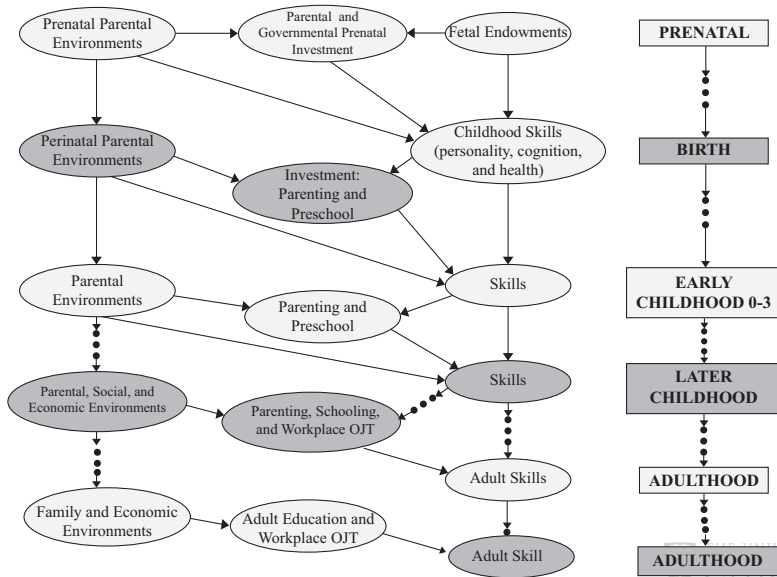 Prenatal Parental
Environments
Parental and
Governmental Prenatal
Investment
Fetal Endowments
PRENATAL
Perinatal Parental
Environments
Childhood Skills
(personality, cognition,
and health)
BIRTH
Investment:
Parenting and
Preschool
Parental
Environments
Parenting and
Preschool
Skills
EARLY
CHILDHOOD 0-3
Parental, Social, and
Economic Environments
Parenting, Schooling,
and Workplace OJT
Skills
LATER
CHILDHOOD
Adult Skills
ADULTHOOD
Family and Economic
Environments
Adult Education and
Workplace OJT
Adult Skill
ADULTHOOD